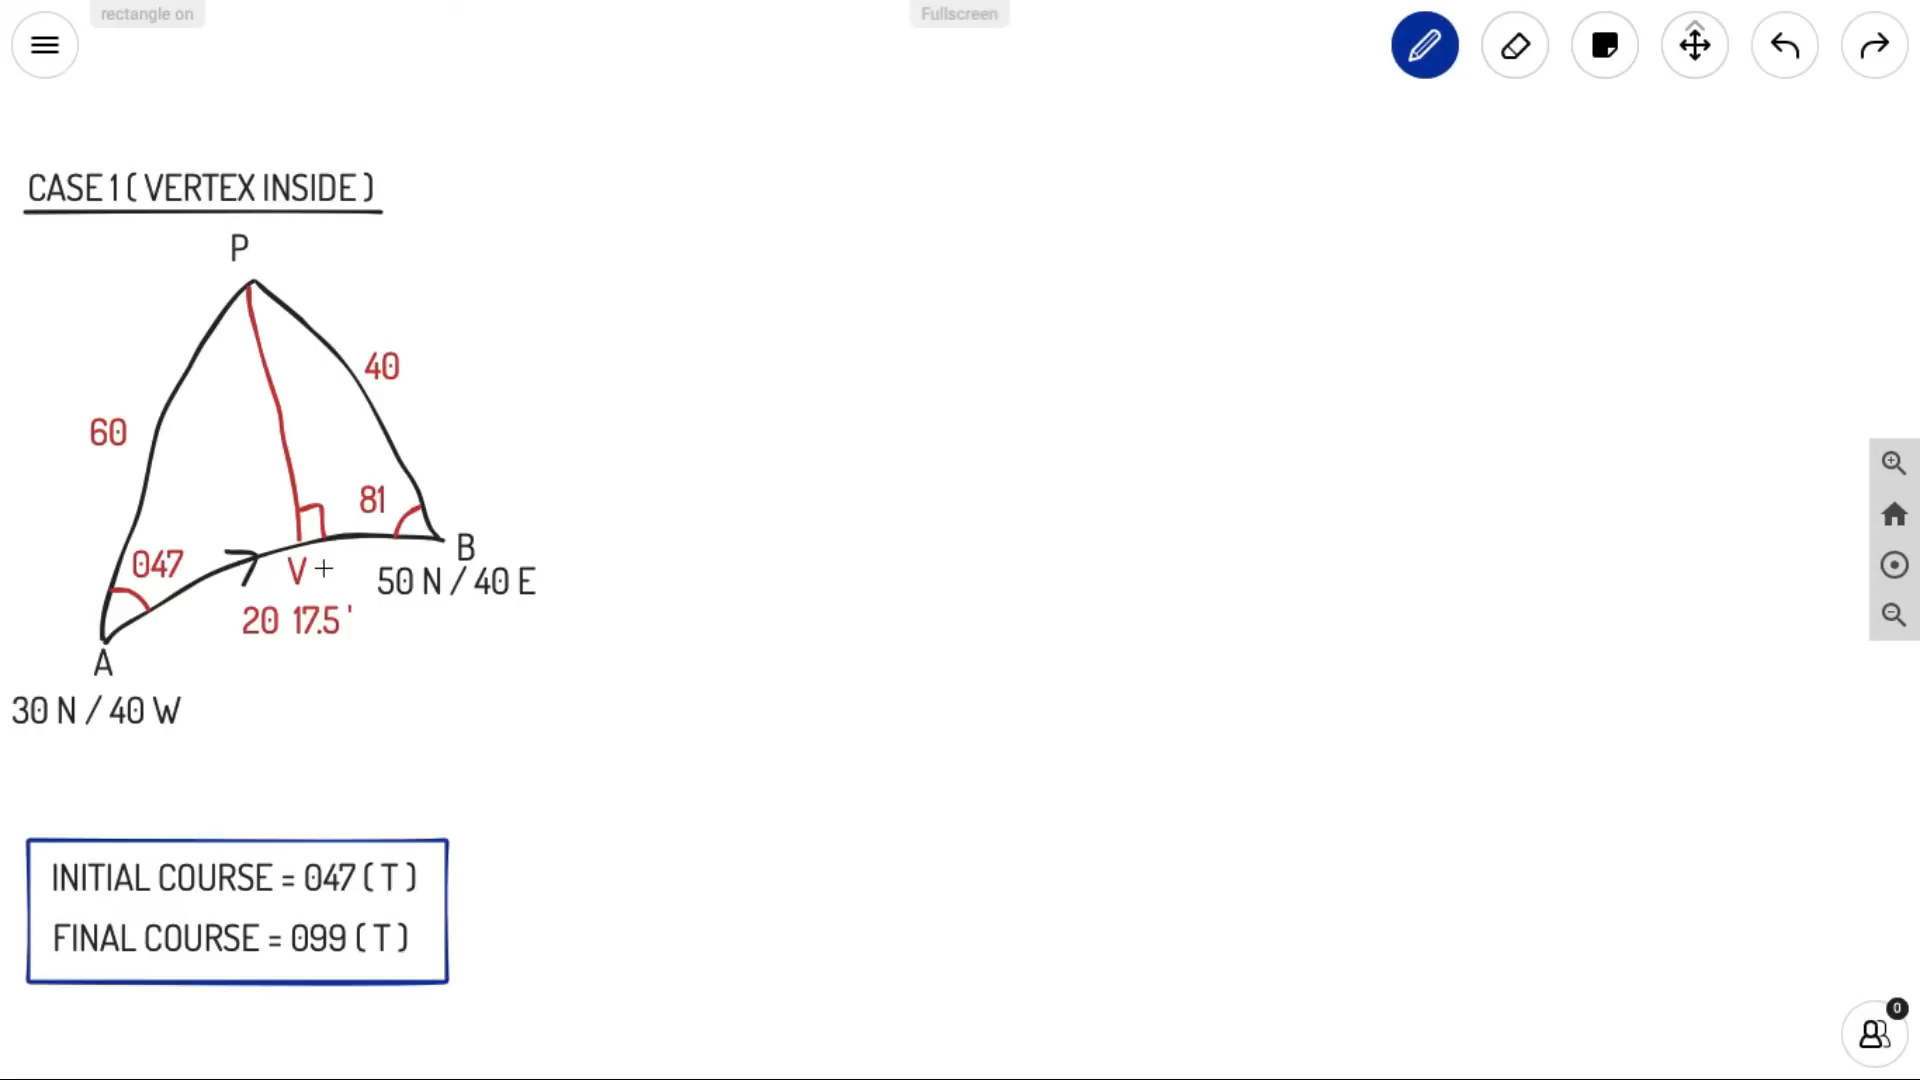 rectangle on
Fullscreen
CASE 1 ( VERTEX INSIDE )
P
40
60
81
047
B
V
50 N / 40 E
20 17.5 '
A
30 N / 40 W
INITIAL COURSE = 047 ( T )
FINAL COURSE = 099 ( T )
0